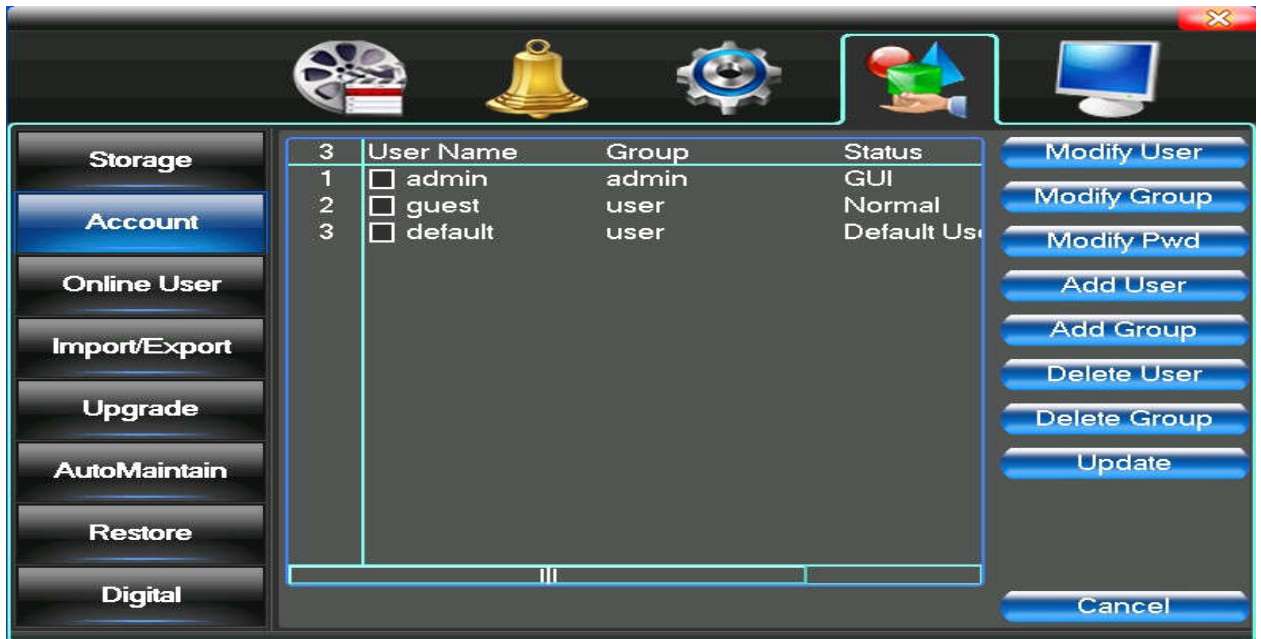 Storage
Account
Online User
Import/Export
Upgrade
AutoMaintain
Restore
Digital
3 User Name Group Status
1 admin admin GUI
2 guest user Normal
3 default user Default Use
Modify User
Modify Group
Modify Pwd
Add User
Add Group
Delete User
Delete Group
Update
Cancel